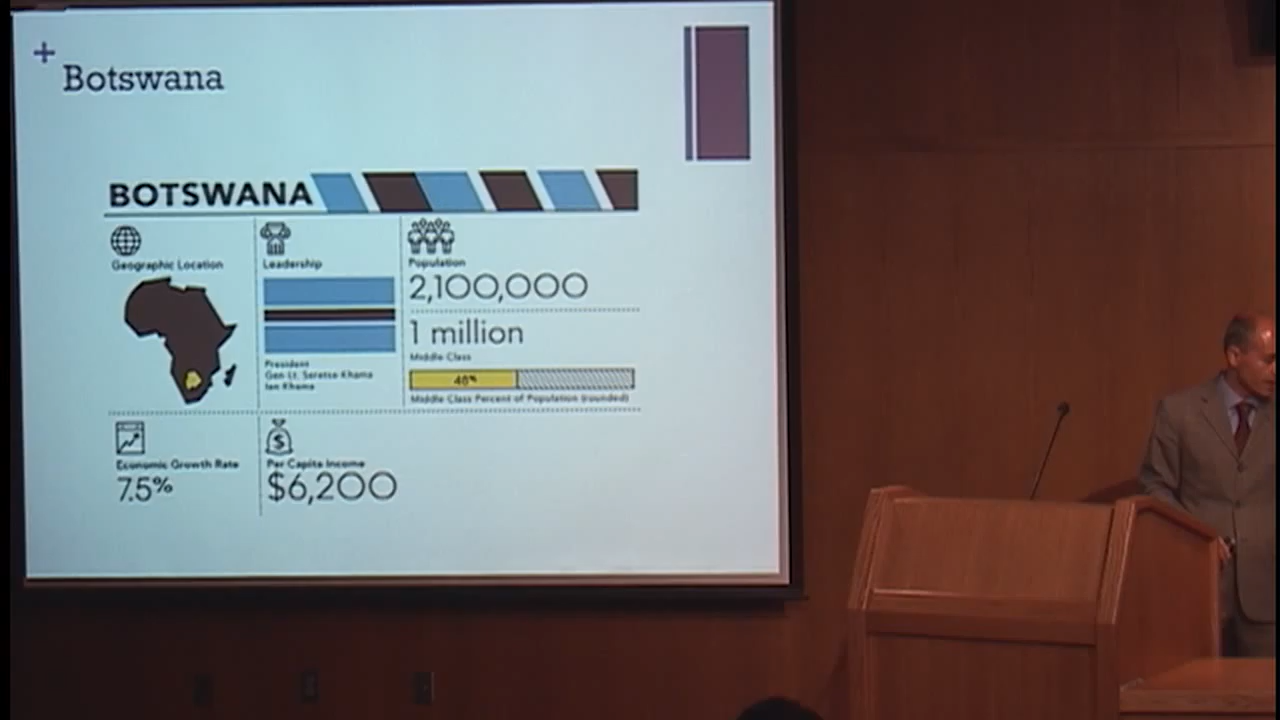 +
Botswana
BOTSWANA
Geographic Location
Leadership
Population
2,100,000
1 million
Middle Class
48%
Middle Class Percent of Population (rounded)
President
Gen Lt. Seretse Khama
Ian Khama
Economic Growth Rate
7.5%
Per Capita Income
$6,200